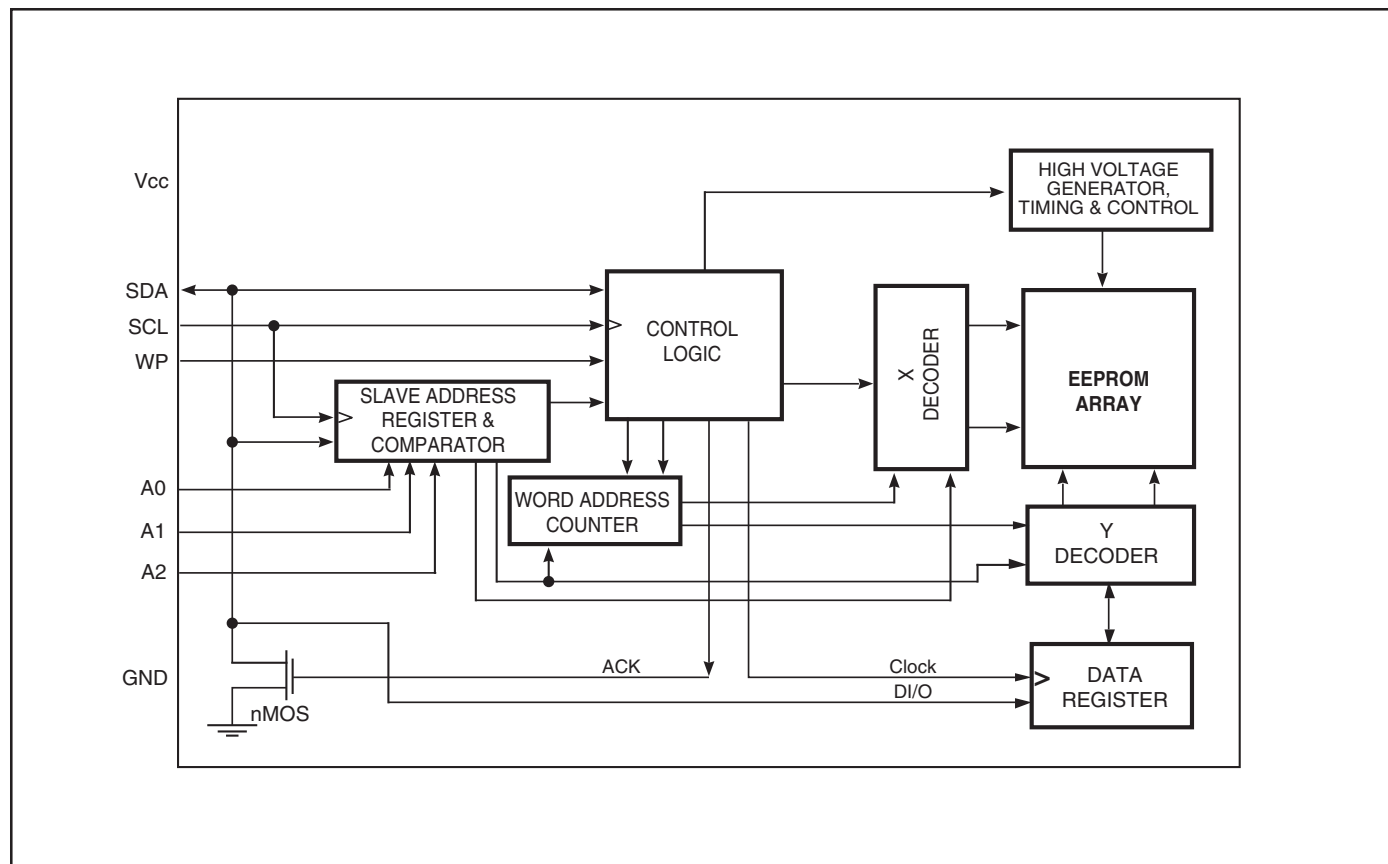 Vcc
HIGH VOLTAGE
GENERATOR,
TIMING & CONTROL
SDA
SCL
WP
CONTROL
LOGIC
X
DECODER
EEPROM
ARRAY
SLAVE ADDRESS
REGISTER &
COMPARATOR
A0
A1
A2
WORD ADDRESS
COUNTER
Y
DECODER
GND
nMOS
ACK
Clock
DI/O
DATA
REGISTER